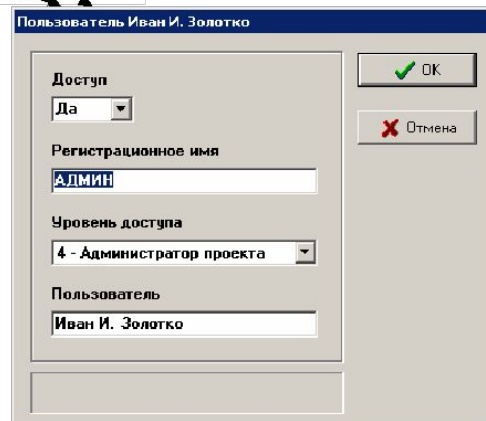 Пользователь Иван И. Золотко
Доступ
Да
OK
Отмена
Регистрационное имя
АДМИН
Уровень доступа
4 - Администратор проекта
Пользователь
Иван И. Золотко